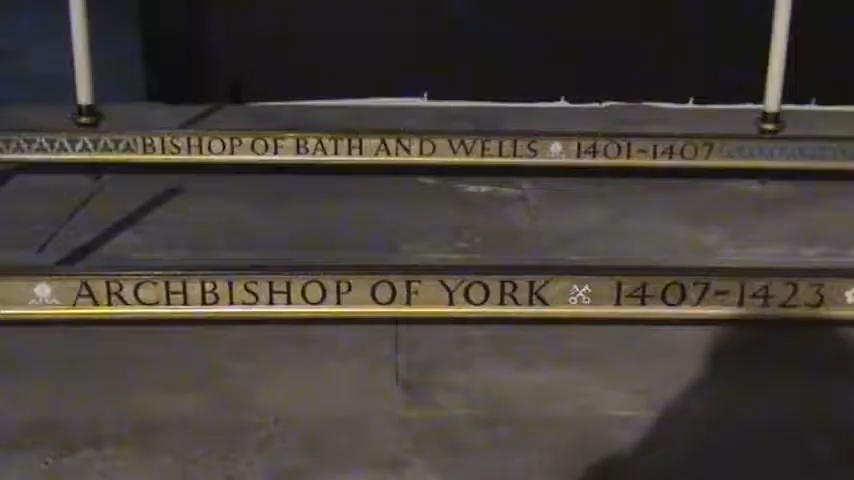 BISHOP OF BATH AND WELLS 1401-1407
ARCHBISHOP OF YORK 1407-1423